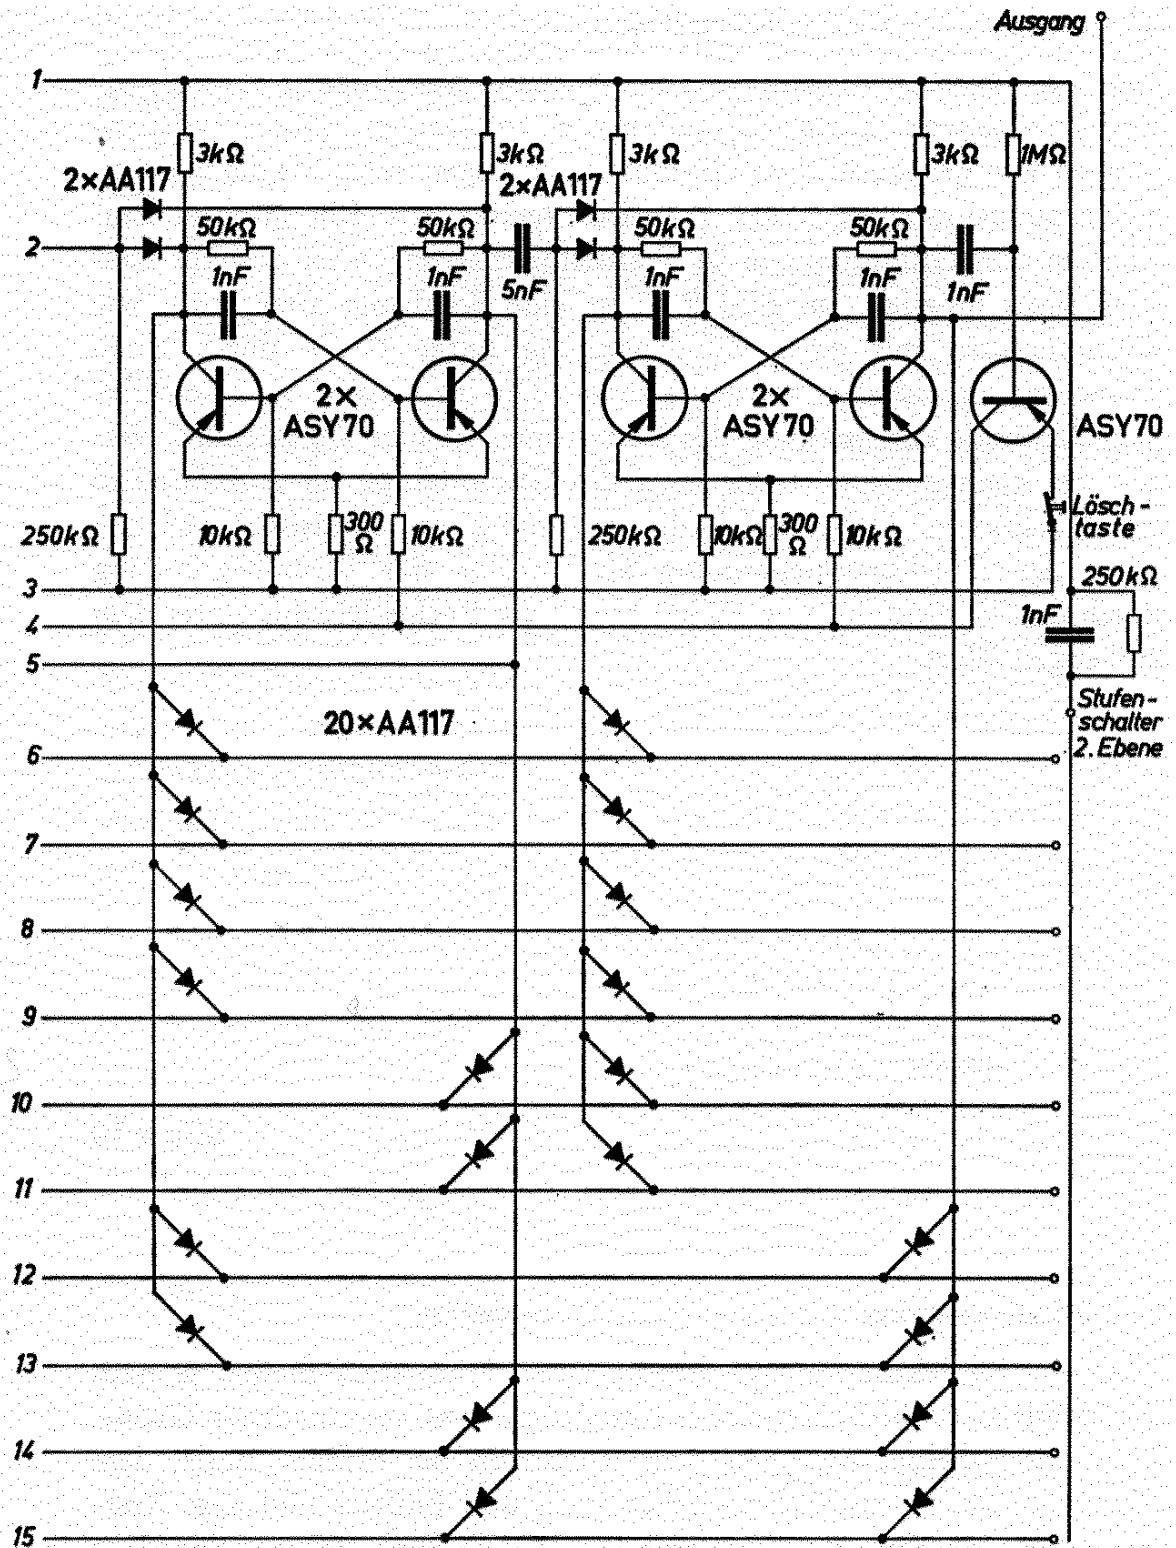 Ausgang
1
3kΩ
3kΩ
3kΩ
3kΩ
1MΩ
2×AA117
2×AA117
50kΩ
50kΩ
50kΩ
50kΩ
2
1nF
1nF
5nF
1nF
1nF
1nF
2×
ASY70
2×
ASY70
ASY70
Lösch-
taste
250kΩ
10kΩ
300
Ω
10kΩ
250kΩ
10kΩ
300
Ω
10kΩ
3
250kΩ
4
1nF
5
20×AA117
Stufen-
schalter
2. Ebene
6
7
8
9
10
11
12
13
14
15